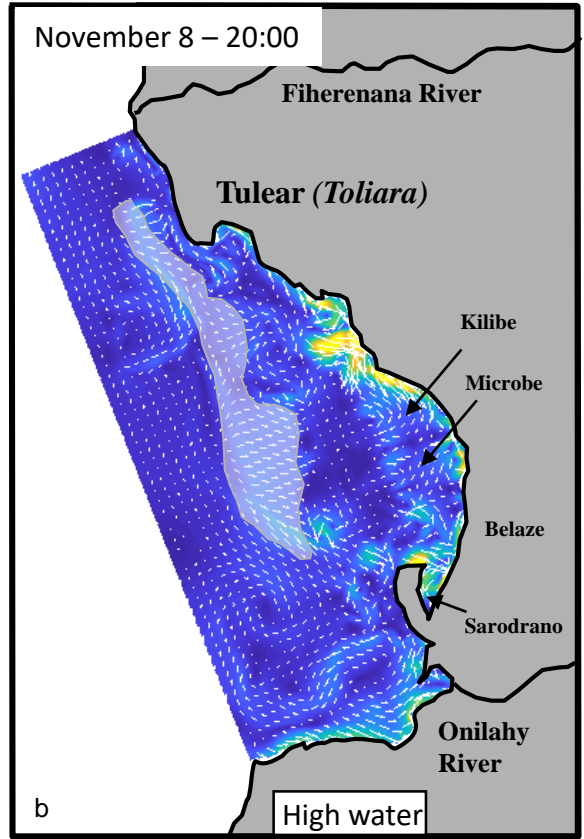 November 8 – 20:00
Fiherenana River
Tulear (Toliara)
Kilibe
Microbe
Belaze
Sarodrano
Onilahy
River
b
High water